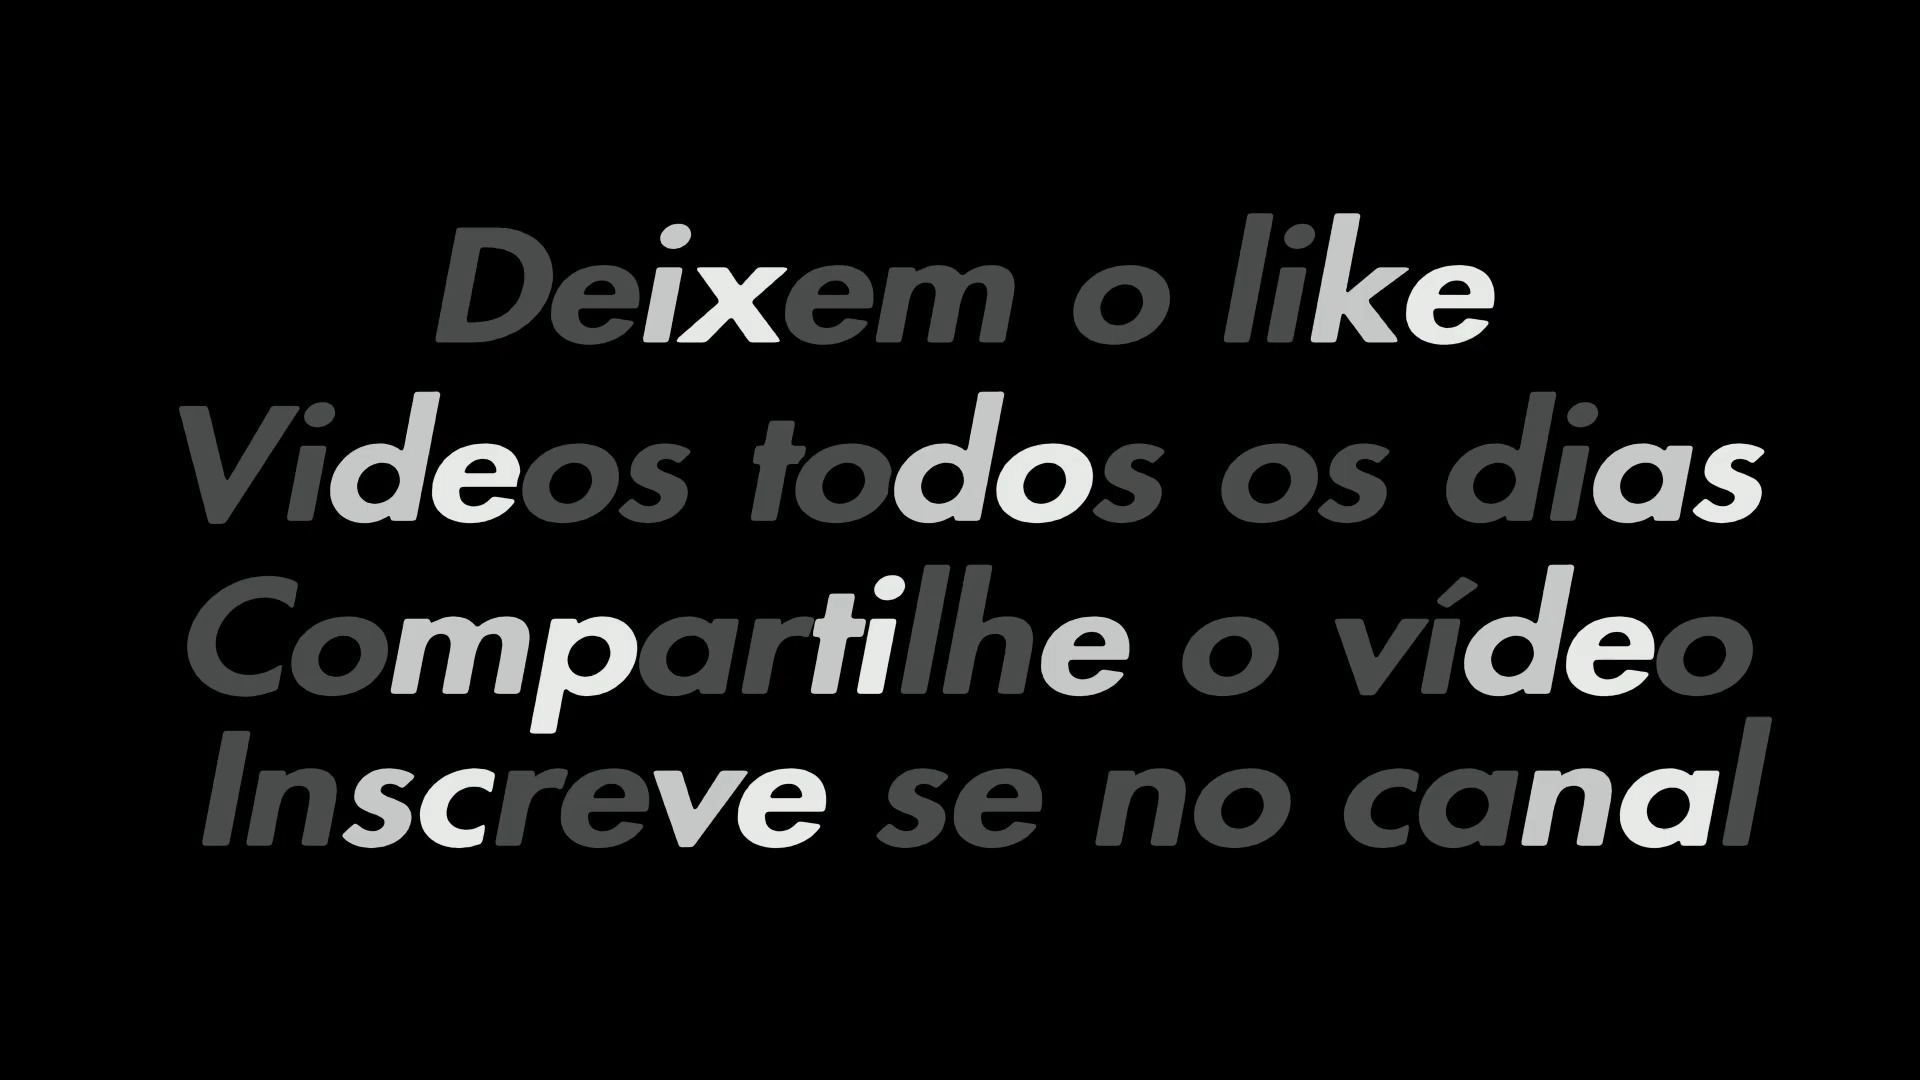 Deixem o like
Videos todos os dias
Compartilhe o vídeo
Inscreve se no canal